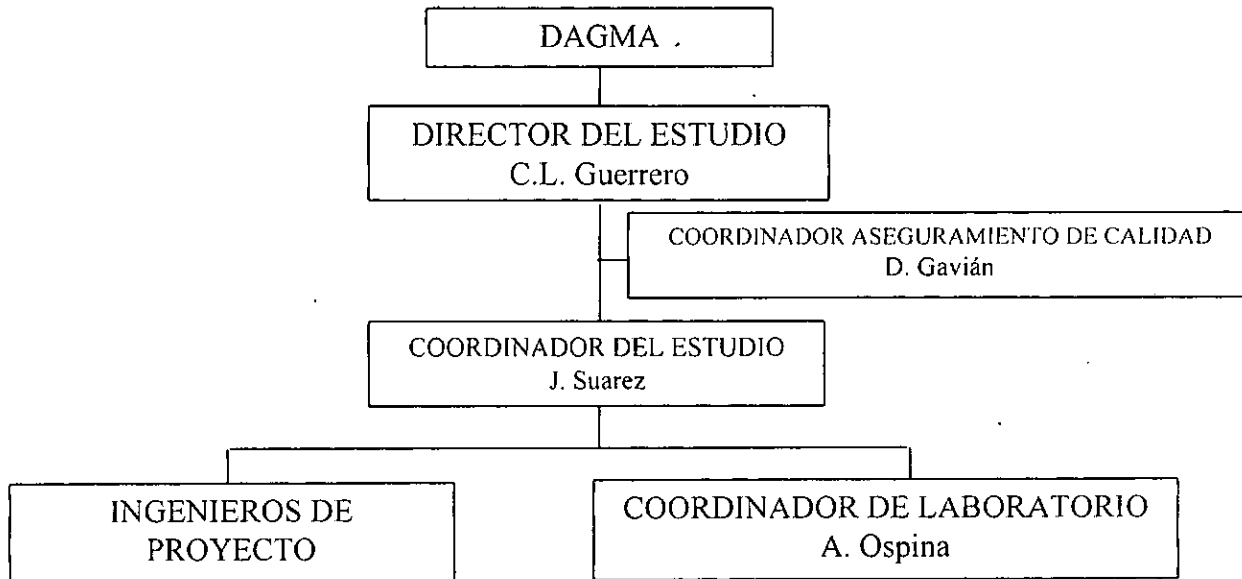 DAGMA
DIRECTOR DEL ESTUDIO
C.L. Guerrero
COORDINADOR ASEGURAMIENTO DE CALIDAD
D. Gavián
COORDINADOR DEL ESTUDIO
J. Suarez
INGENIEROS DE
PROYECTO
COORDINADOR DE LABORATORIO
A. Ospina